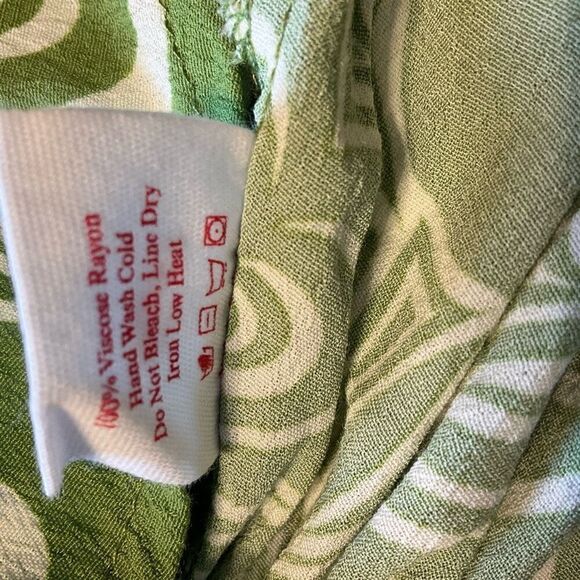 100% Viscose Rayon
Hand Wash Cold
Do Not Bleach, Line Dry
Iron Low Heat